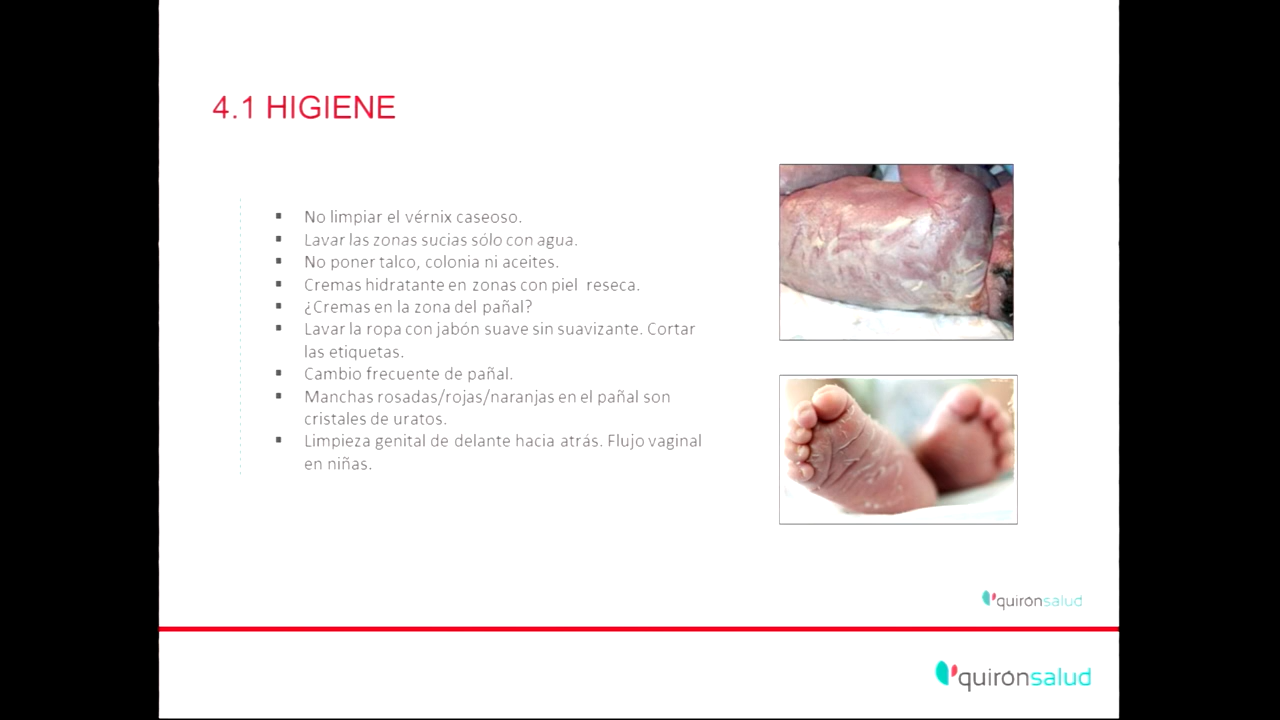 4.1 HIGIENE
▪ No limpiar el vérnix caseoso.
▪ Lavar las zonas sucias sólo con agua.
▪ No poner talco, colonia ni aceites.
▪ Cremas hidratante en zonas con piel reseca.
▪ ¿Cremas en la zona del pañal?
▪ Lavar la ropa con jabón suave sin suavizante. Cortar
las etiquetas.
▪ Cambio frecuente de pañal.
▪ Manchas rosadas/rojas/naranjas en el pañal son
cristales de uratos.
▪ Limpieza genital de delante hacia atrás. Flujo vaginal
en niñas.
quirónsalud
quirónsalud